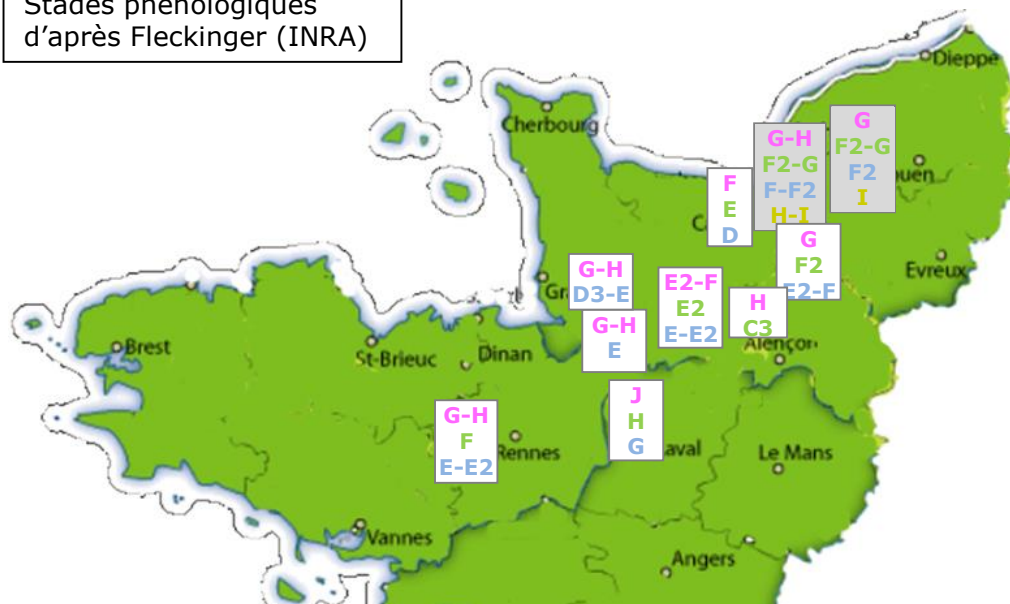 Stades phénologiques
d'après Fleckinger (INRA)
Dieppe
Cherbourg
G
F2-G
F2
I
G-H
F2-G
F-F2
H-I
F
E
D
G
F2
E2-F
Evreux
G-H
D3-E
E2-F
E2
E-E2
H
C3
G-H
E
Alençon
Brest
St-Brieuc
Dinan
J
H
G
G-H
F
E-E2
Rennes
Le Mans
Vannes
Angers